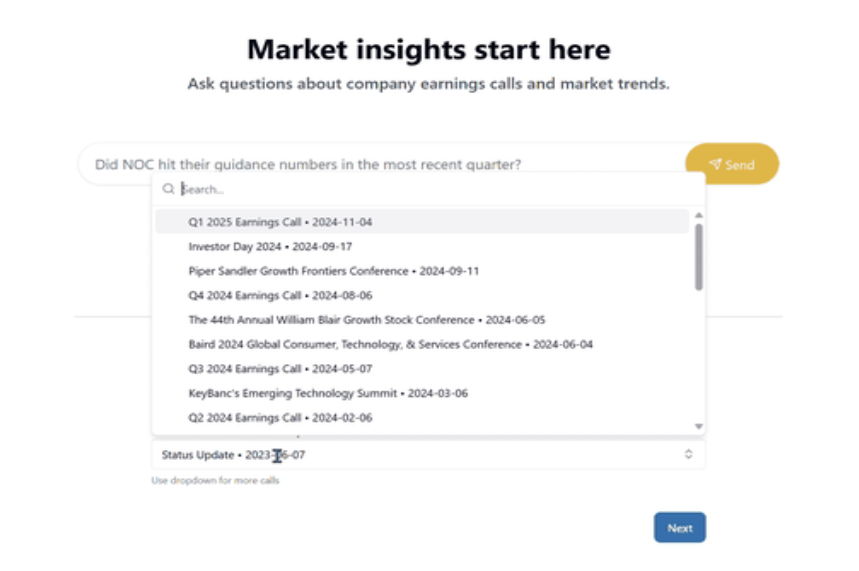 Market insights start here
Ask questions about company earnings calls and market trends.
Did NOC hit their guidance numbers in the most recent quarter?
Send
Search...
Q1 2025 Earnings Call • 2024-11-04
Investor Day 2024 • 2024-09-17
Piper Sandler Growth Frontiers Conference • 2024-09-11
Q4 2024 Earnings Call • 2024-08-06
The 44th Annual William Blair Growth Stock Conference • 2024-06-05
Baird 2024 Global Consumer, Technology, & Services Conference • 2024-06-04
Q3 2024 Earnings Call • 2024-05-07
KeyBanc's Emerging Technology Summit • 2024-03-06
Q2 2024 Earnings Call • 2024-02-06
Status Update • 2023-06-07
Use dropdown for more calls
Next